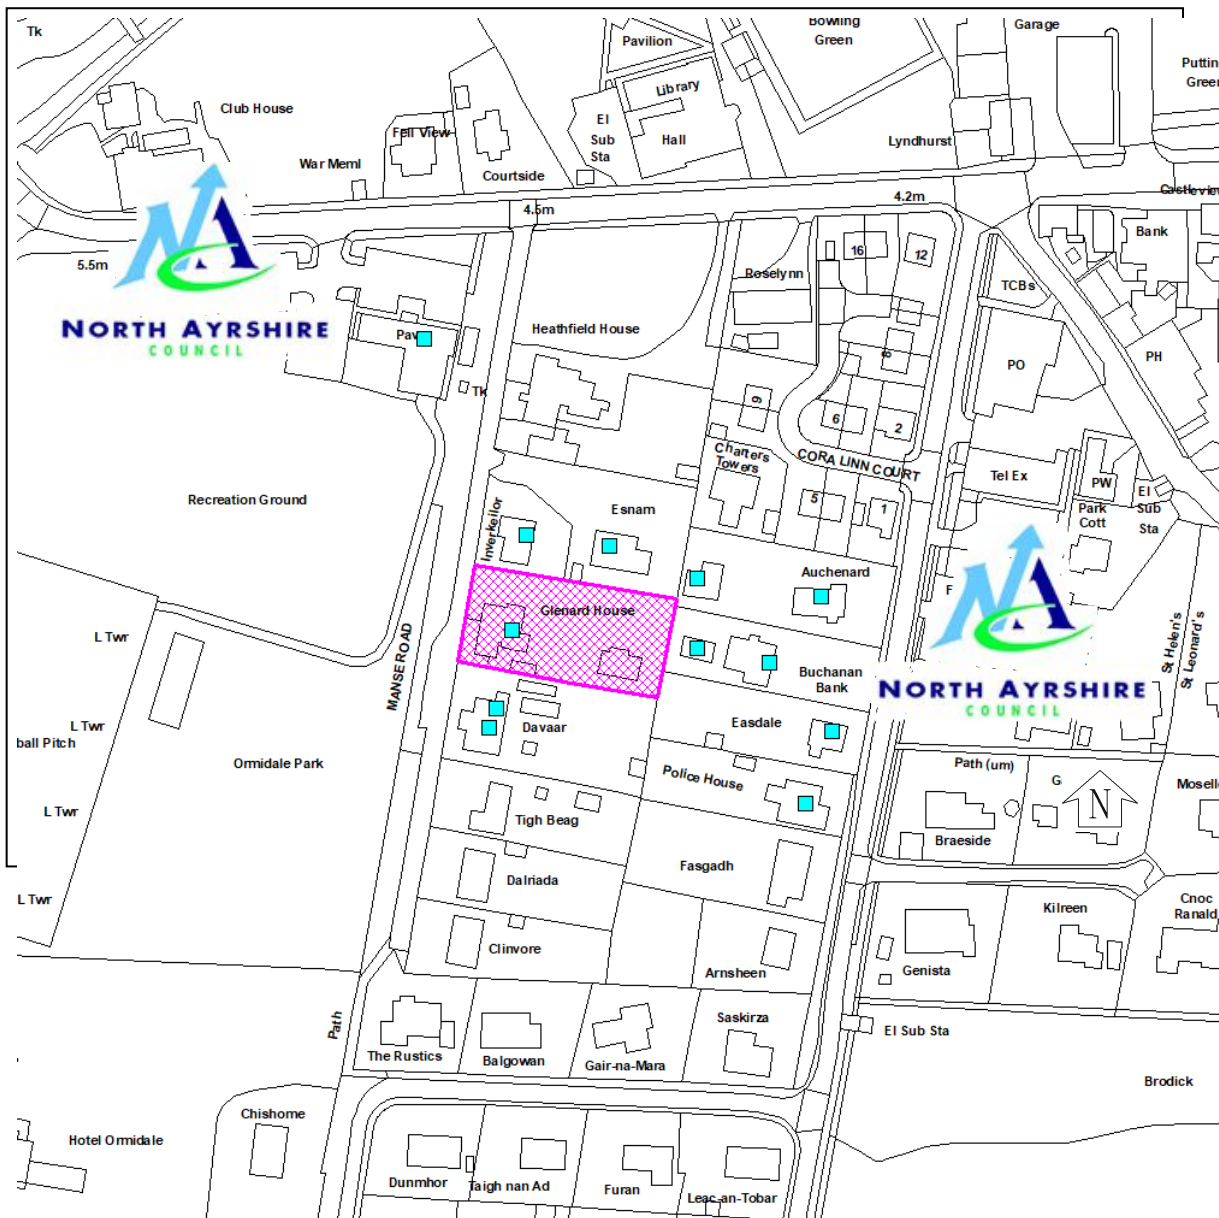 Tk
Bowling
Green
Garage
Pavilion
Puttin
Green
Library
Club House
El
Sub
Sta
Hall
Fell View
Lyndhurst
War Meml
Courtside
4.5m
4.2m
Castleview
Bank
5.5m
16
12
Roselynn
TCBs
NORTH AYRSHIRE
COUNCIL
Pav
Heathfield House
8
PO
PH
Tk
9
6
2
Charters
Towers
CORA LINN COURT
Tel Ex
PW
El
Sub
Sta
Recreation Ground
Inverkeilor
Esnam
5
1
Park
Cott
F
Auchenard
Glenard House
L Twr
MANSE ROAD
St Helen's
St Leonard's
Buchanan
Bank
NORTH AYRSHIRE
COUNCIL
L Twr
ball Pitch
Davaar
Easdale
Ormidale Park
Police House
Path (um)
G
N
Moselle
L Twr
Tigh Beag
Braeside
Fasgadh
Dalriada
L Twr
Cnoc
Ranald
Kilreen
Clinvore
Arnsheen
Genista
Path
Saskirza
El Sub Sta
The Rustics
Balgowan
Gair-na-Mara
Brodick
Chishome
Hotel Ormidale
Dunmhor
Taigh nan Ad
Furan
Leac-an-Tobar